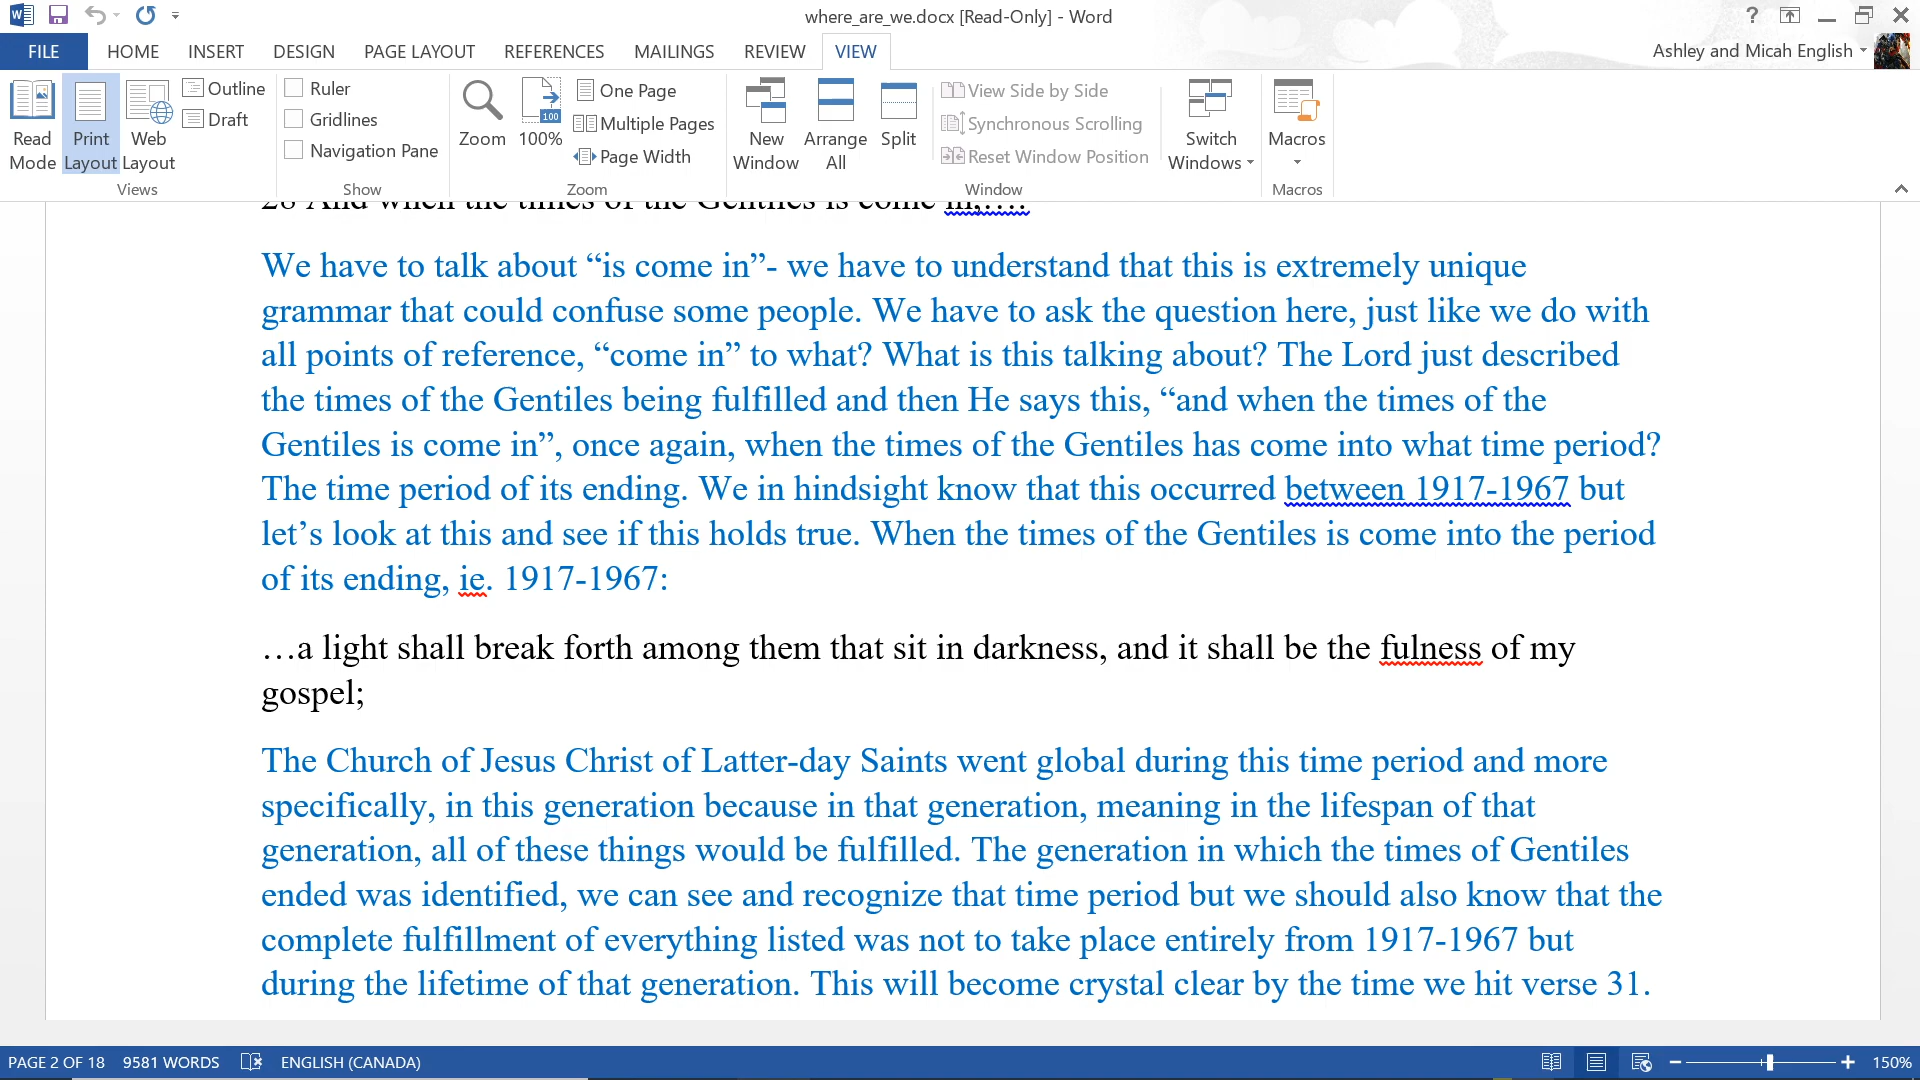 where_are_we.docx [Read-Only] - Word
FILE HOME INSERT DESIGN PAGE LAYOUT REFERENCES MAILINGS REVIEW VIEW Ashley and Micah English
Read Mode
Print Layout
Web Layout
Outline
Draft
Views
Ruler
Gridlines
Navigation Pane
Show
Zoom
100
100%
One Page
Multiple Pages
Page Width
Zoom
New Window
Arrange All
Split
View Side by Side
Synchronous Scrolling
Reset Window Position
Switch Windows
Window
Macros
Macros
28 And when the times of the Gentiles is come in,….
We have to talk about “is come in”- we have to understand that this is extremely unique
grammar that could confuse some people. We have to ask the question here, just like we do with
all points of reference, “come in” to what? What is this talking about? The Lord just described
the times of the Gentiles being fulfilled and then He says this, “and when the times of the
Gentiles is come in”, once again, when the times of the Gentiles has come into what time period?
The time period of its ending. We in hindsight know that this occurred between 1917-1967 but
let’s look at this and see if this holds true. When the times of the Gentiles is come into the period
of its ending, ie. 1917-1967:
…a light shall break forth among them that sit in darkness, and it shall be the fulness of my
gospel;
The Church of Jesus Christ of Latter-day Saints went global during this time period and more
specifically, in this generation because in that generation, meaning in the lifespan of that
generation, all of these things would be fulfilled. The generation in which the times of Gentiles
ended was identified, we can see and recognize that time period but we should also know that the
complete fulfillment of everything listed was not to take place entirely from 1917-1967 but
during the lifetime of that generation. This will become crystal clear by the time we hit verse 31.
PAGE 2 OF 18 9581 WORDS ENGLISH (CANADA) 150%